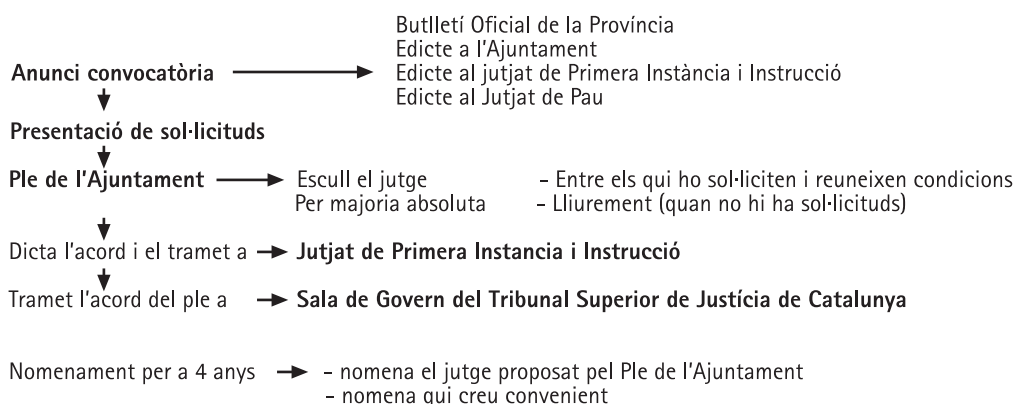 Butlletí Oficial de la Província
Edicte a l'Ajuntament
Anunci convocatòria Edicte al jutjat de Primera Instància i Instrucció
Edicte al Jutjat de Pau
Presentació de sol·licituds
Ple de l'Ajuntament Escull el jutge – Entre els qui ho sol·liciten i reuneixen condicions
Per majoria absoluta – Lliurement (quan no hi ha sol·licituds)
Dicta l'acord i el tramet a Jutjat de Primera Instancia i Instrucció
Tramet l'acord del ple a Sala de Govern del Tribunal Superior de Justícia de Catalunya
Nomenament per a 4 anys – nomena el jutge proposat pel Ple de l'Ajuntament
– nomena qui creu convenient